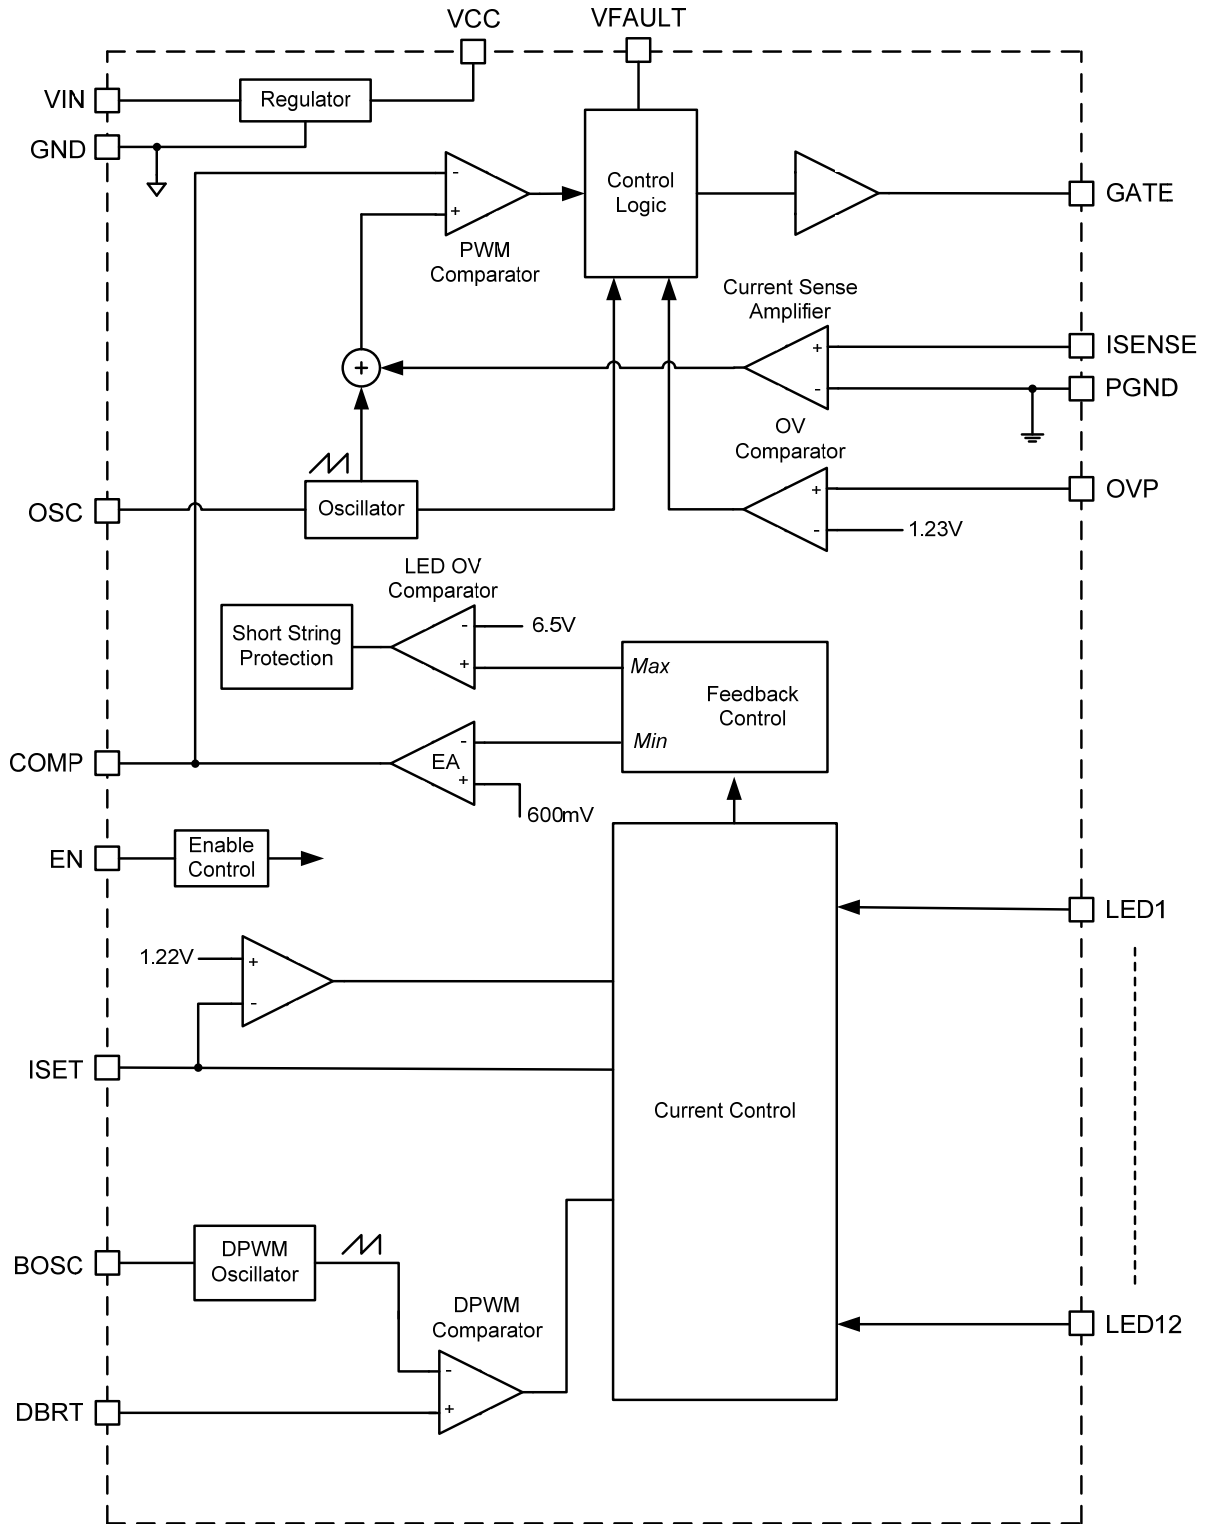 VCC
VFAULT
VIN
Regulator
GND
-
+
PWM
Comparator
Control
Logic
GATE
Current Sense
Amplifier
+
-
ISENSE
PGND
+
OV
Comparator
+
-
OVP
1.23V
OSC
Oscillator
LED OV
Comparator
-
+
6.5V
Short String
Protection
Max
Feedback
Control
Min
COMP
EA
-
+
600mV
EN
Enable
Control
LED1
1.22V
+
-
ISET
Current Control
BOSC
DPWM
Oscillator
DPWM
Comparator
-
+
LED12
DBRT